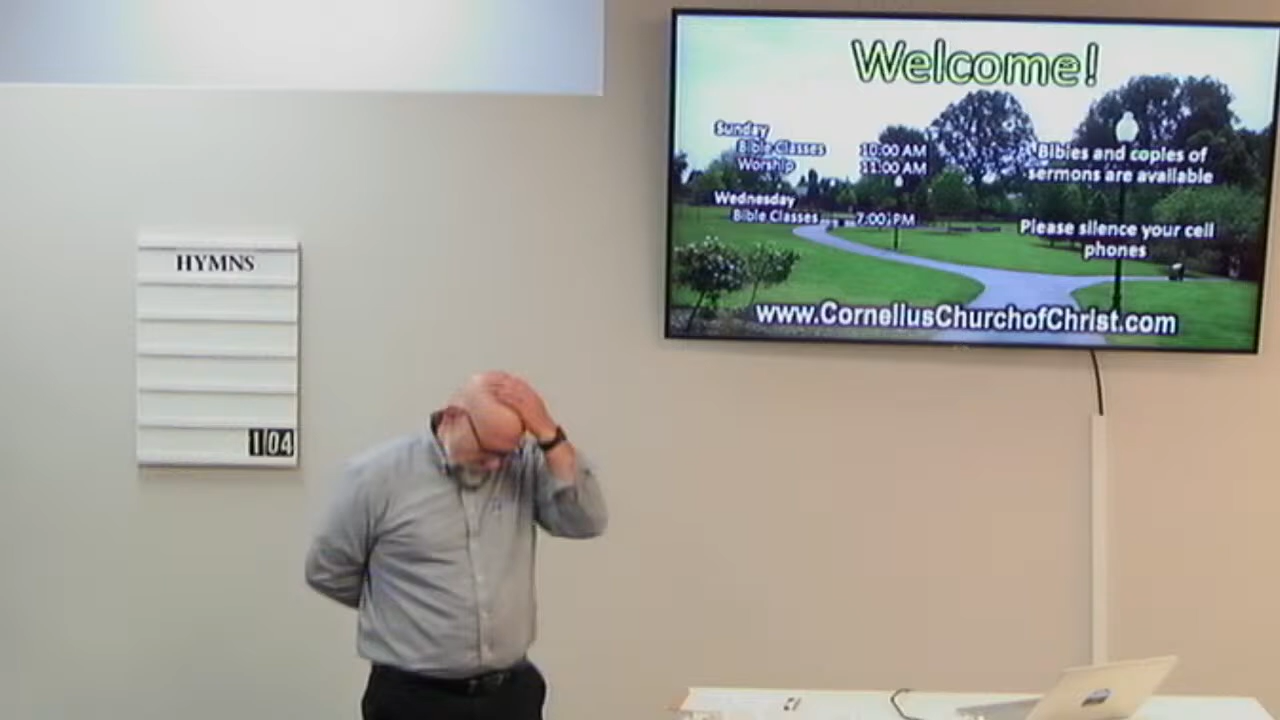 Welcome!
Sunday
Bible Classes 10:00 AM
Worship 11:00 AM
Wednesday
Bible Classes 7:00 PM
Bibles and copies of
sermons are available
Please silence your cell
phones
www.CorneliusChurchofChrist.com
HYMNS
104